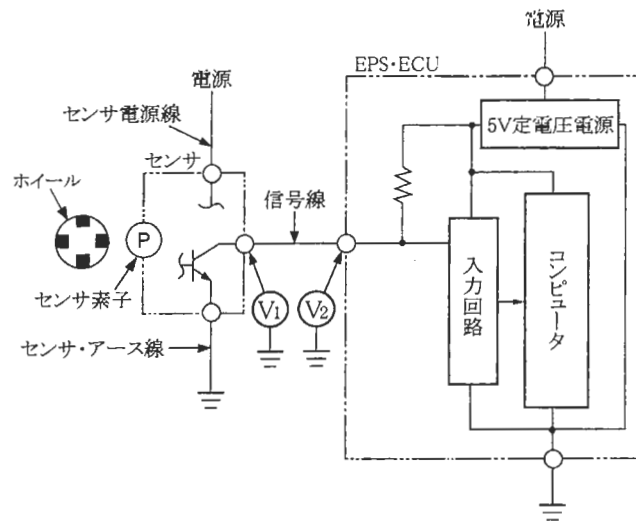 電源
EPS・ECU
電源
センサ電源線
5V定電圧電源
センサ
ホイール
信号線
P
センサ素子
V1
V2
入力回路
コンピュータ
センサ・アース線